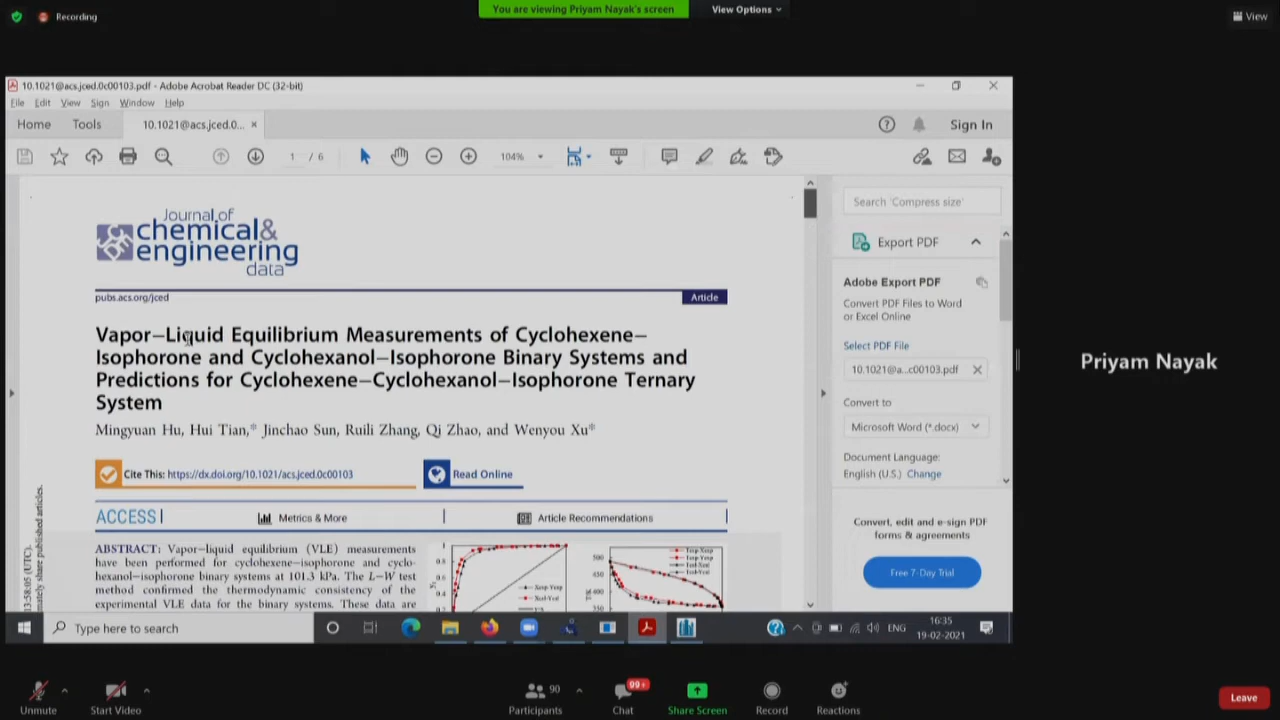 Recording
You are viewing Priyam Nayak's screen
View Options
View
10.1021@acs.jced.0c00103.pdf - Adobe Acrobat Reader DC (32-bit)
File Edit View Sign Window Help
Home Tools 10.1021@acs.jced.0... × Sign In
1 / 6 104%
Journal of
chemical&
engineering
data
pubs.acs.org/jced Article
Vapor−Liquid Equilibrium Measurements of Cyclohexene−
Isophorone and Cyclohexanol−Isophorone Binary Systems and
Predictions for Cyclohexene−Cyclohexanol−Isophorone Ternary
System
Mingyuan Hu, Hui Tian,* Jinchao Sun, Ruili Zhang, Qi Zhao, and Wenyou Xu*
Cite This: https://dx.doi.org/10.1021/acs.jced.0c00103 Read Online
ACCESS Metrics & More Article Recommendations
ABSTRACT: Vapor−liquid equilibrium (VLE) measurements
have been performed for cyclohexene−isophorone and cyclo-
hexanol−isophorone binary systems at 101.3 kPa. The L−W test
method confirmed the thermodynamic consistency of the
experimental VLE data for the binary systems. These data are
13:58:05 (UTC).
mately share published articles.
Search 'Compress size'
Export PDF
Adobe Export PDF
Convert PDF Files to Word
or Excel Online
Select PDF File
10.1021@a...c00103.pdf
Convert to
Microsoft Word (*.docx)
Document Language:
English (U.S.) Change
Convert, edit and e-sign PDF
forms & agreements
Free 7-Day Trial
Priyam Nayak
Type here to search
ENG
16:35
19-02-2021
Unmute
Start Video
90
Participants
99+
Chat
Share Screen
Record
Reactions
Leave